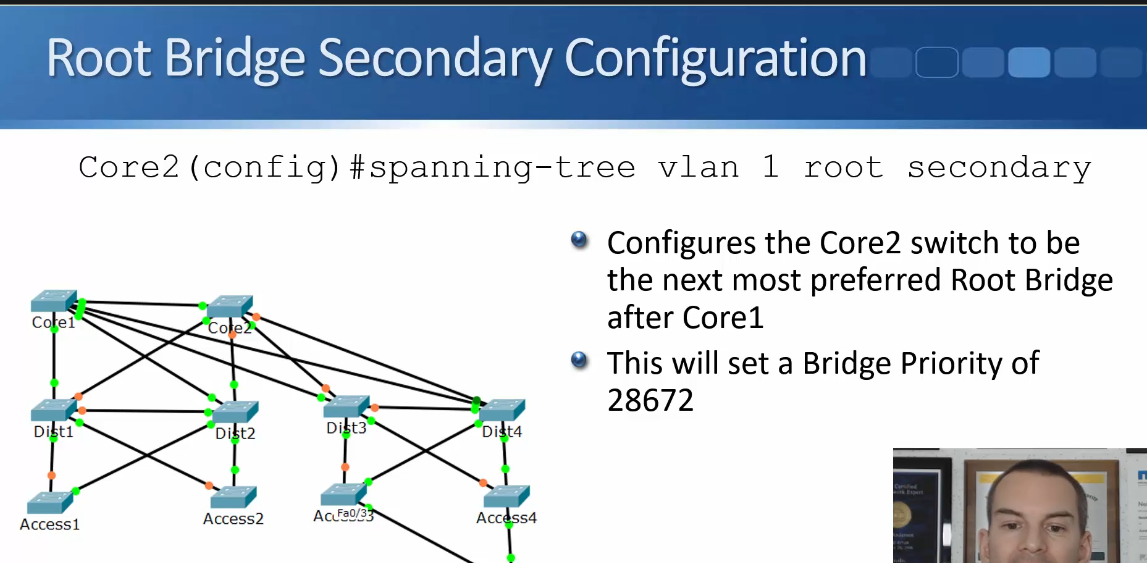 Root Bridge Secondary Configuration
Core2(config)#spanning-tree vlan 1 root secondary
Configures the Core2 switch to be
the next most preferred Root Bridge
after Core1
This will set a Bridge Priority of
28672
Core1
Core2
Dist1
Dist2
Dist3
Dist4
Access1
Access2
Fa0/3
Access4